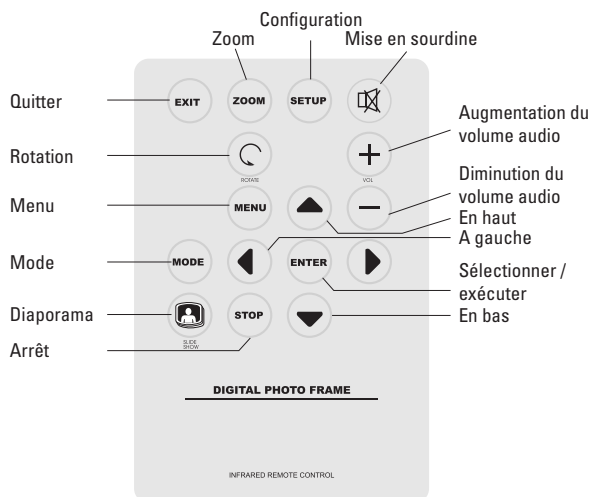 Configuration
Zoom
Mise en sourdine
Quitter
EXIT
ZOOM
SETUP
Augmentation du
volume audio
Rotation
ROTATE
VOL
Diminution du
volume audio
Menu
MENU
En haut
A gauche
Mode
MODE
ENTER
Sélectionner /
exécuter
Diaporama
STOP
En bas
SLIDE
SHOW
Arrêt
DIGITAL PHOTO FRAME
INFRARED REMOTE CONTROL